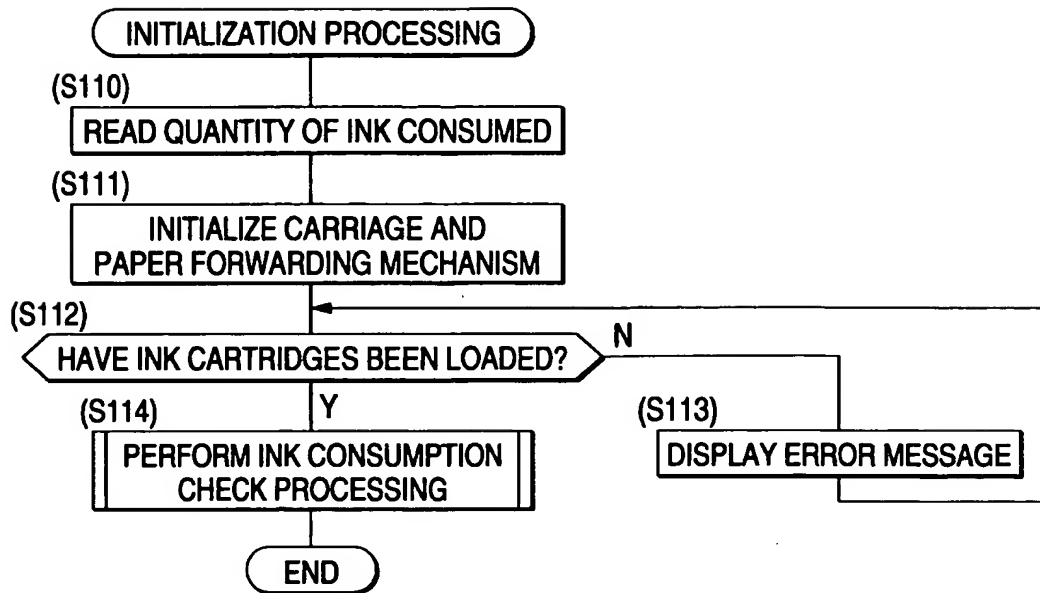 INITIALIZATION PROCESSING
(S110)
READ QUANTITY OF INK CONSUMED
(S111)
INITIALIZE CARRIAGE AND
PAPER FORWARDING MECHANISM
(S112)
HAVE INK CARTRIDGES BEEN LOADED?
N
Y
(S113)
DISPLAY ERROR MESSAGE
(S114)
PERFORM INK CONSUMPTION
CHECK PROCESSING
END